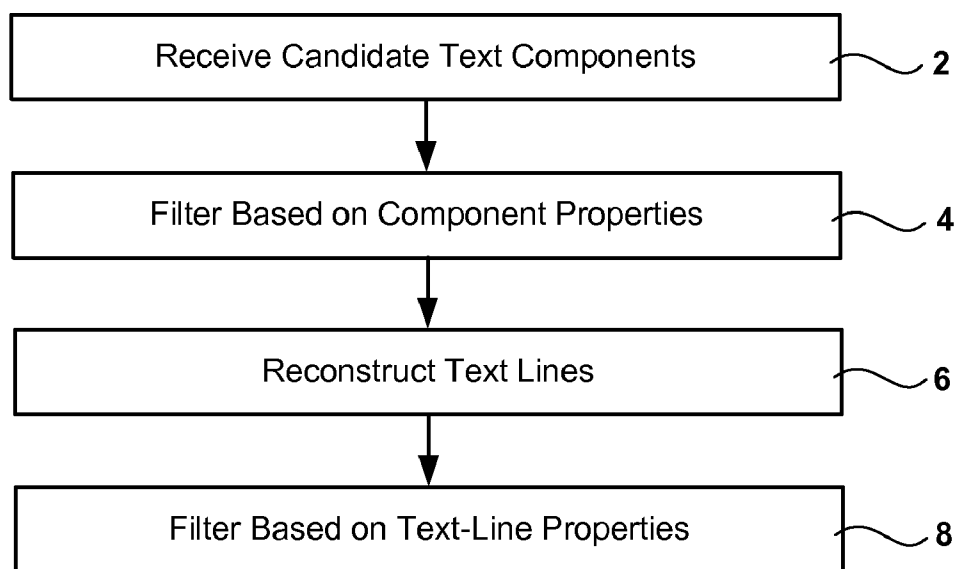 Receive Candidate Text Components 2
Filter Based on Component Properties 4
Reconstruct Text Lines 6
Filter Based on Text-Line Properties 8